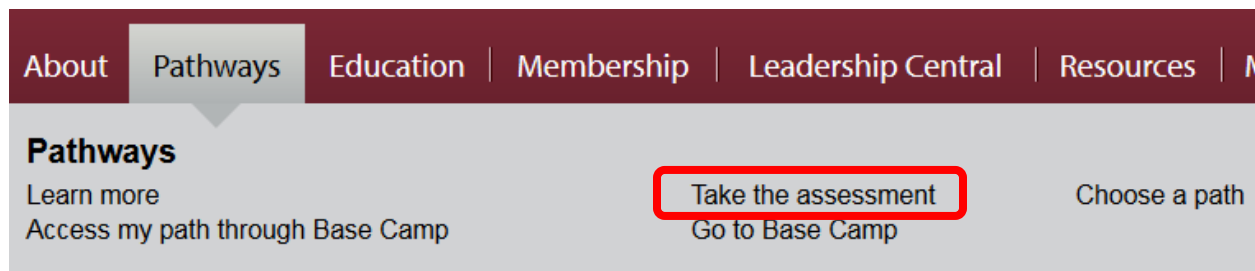 About Pathways Education Membership Leadership Central Resources
Pathways
Learn more Take the assessment Choose a path
Access my path through Base Camp Go to Base Camp